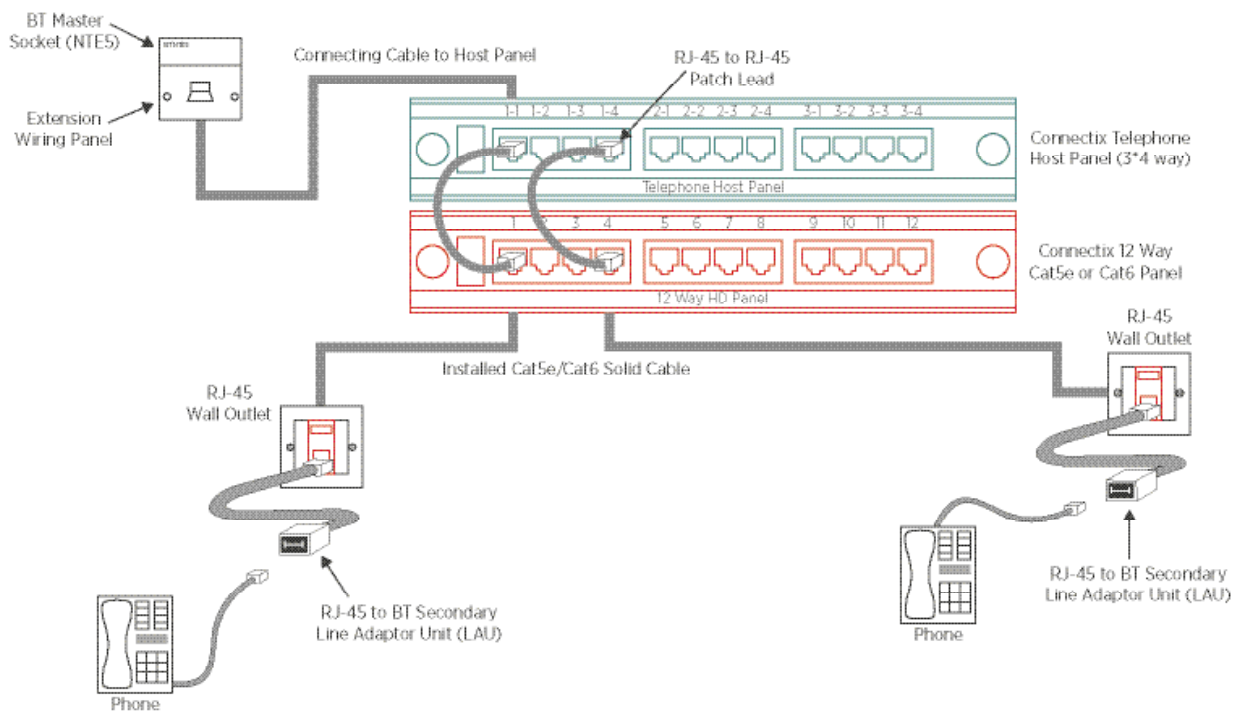 BT Master
Socket (NTE5)
Extension
Wiring Panel
Connecting Cable to Host Panel
RJ-45 to RJ-45
Patch Lead
1-1 1-2 1-3 1-4 2-1 2-2 2-3 2-4 3-1 3-2 3-3 3-4
Telephone Host Panel
Connectix Telephone
Host Panel (3*4 way)
1 2 3 4 5 6 7 8 9 10 11 12
12 Way HD Panel
Connectix 12 Way
Cat5e or Cat6 Panel
Installed Cat5e/Cat6 Solid Cable
RJ-45
Wall Outlet
RJ-45
Wall Outlet
RJ-45 to BT Secondary
Line Adaptor Unit (LAU)
Phone
RJ-45 to BT Secondary
Line Adaptor Unit (LAU)
Phone